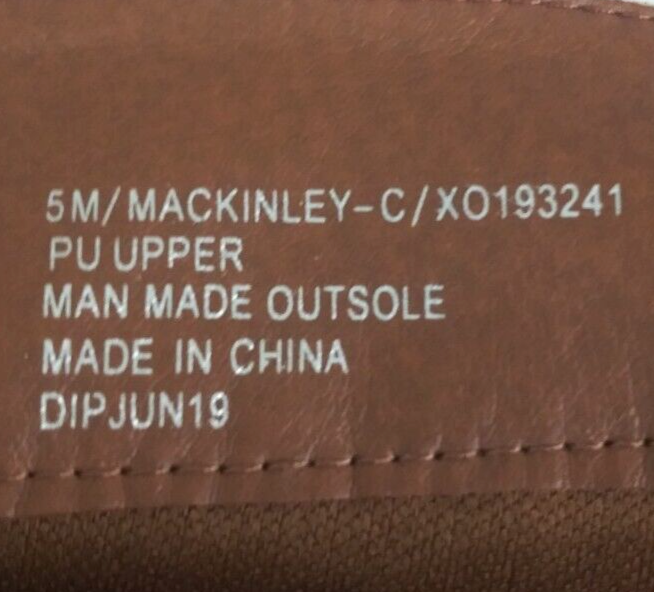 5M/MACKINLEY-C/XO193241
PU UPPER
MAN MADE OUTSOLE
MADE IN CHINA
DIPJUN19